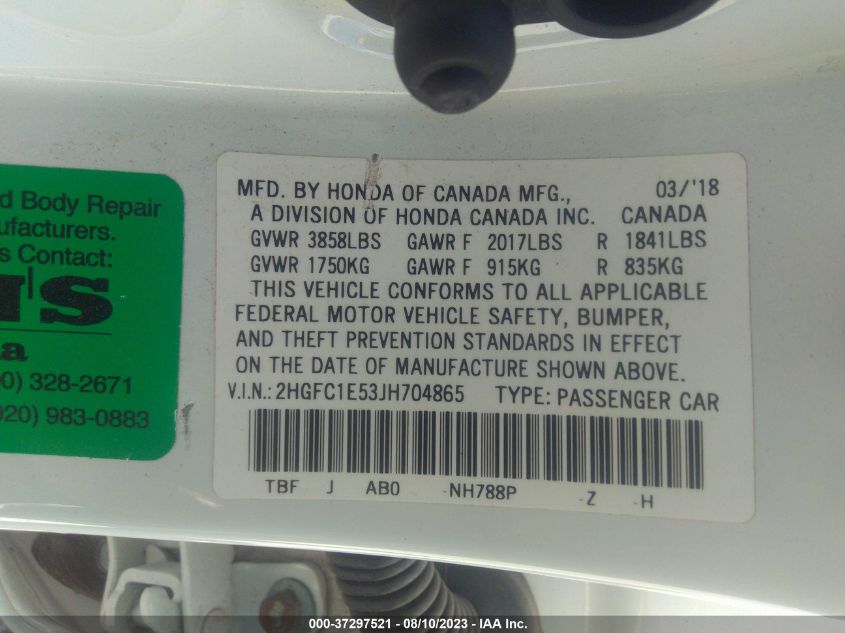 d Body Repair
ufacturers.
s Contact:
's
a
0) 328-2671
920) 983-0883
MFD. BY HONDA OF CANADA MFG., 03/'18
A DIVISION OF HONDA CANADA INC. CANADA
GVWR 3858LBS GAWR F 2017LBS R 1841LBS
GVWR 1750KG GAWR F 915KG R 835KG
THIS VEHICLE CONFORMS TO ALL APPLICABLE
FEDERAL MOTOR VEHICLE SAFETY, BUMPER,
AND THEFT PREVENTION STANDARDS IN EFFECT
ON THE DATE OF MANUFACTURE SHOWN ABOVE.
V.I.N.: 2HGFC1E53JH704865 TYPE: PASSENGER CAR
TBF J AB0 -NH788P -Z -H
000-37297521 - 08/10/2023 - IAA Inc.